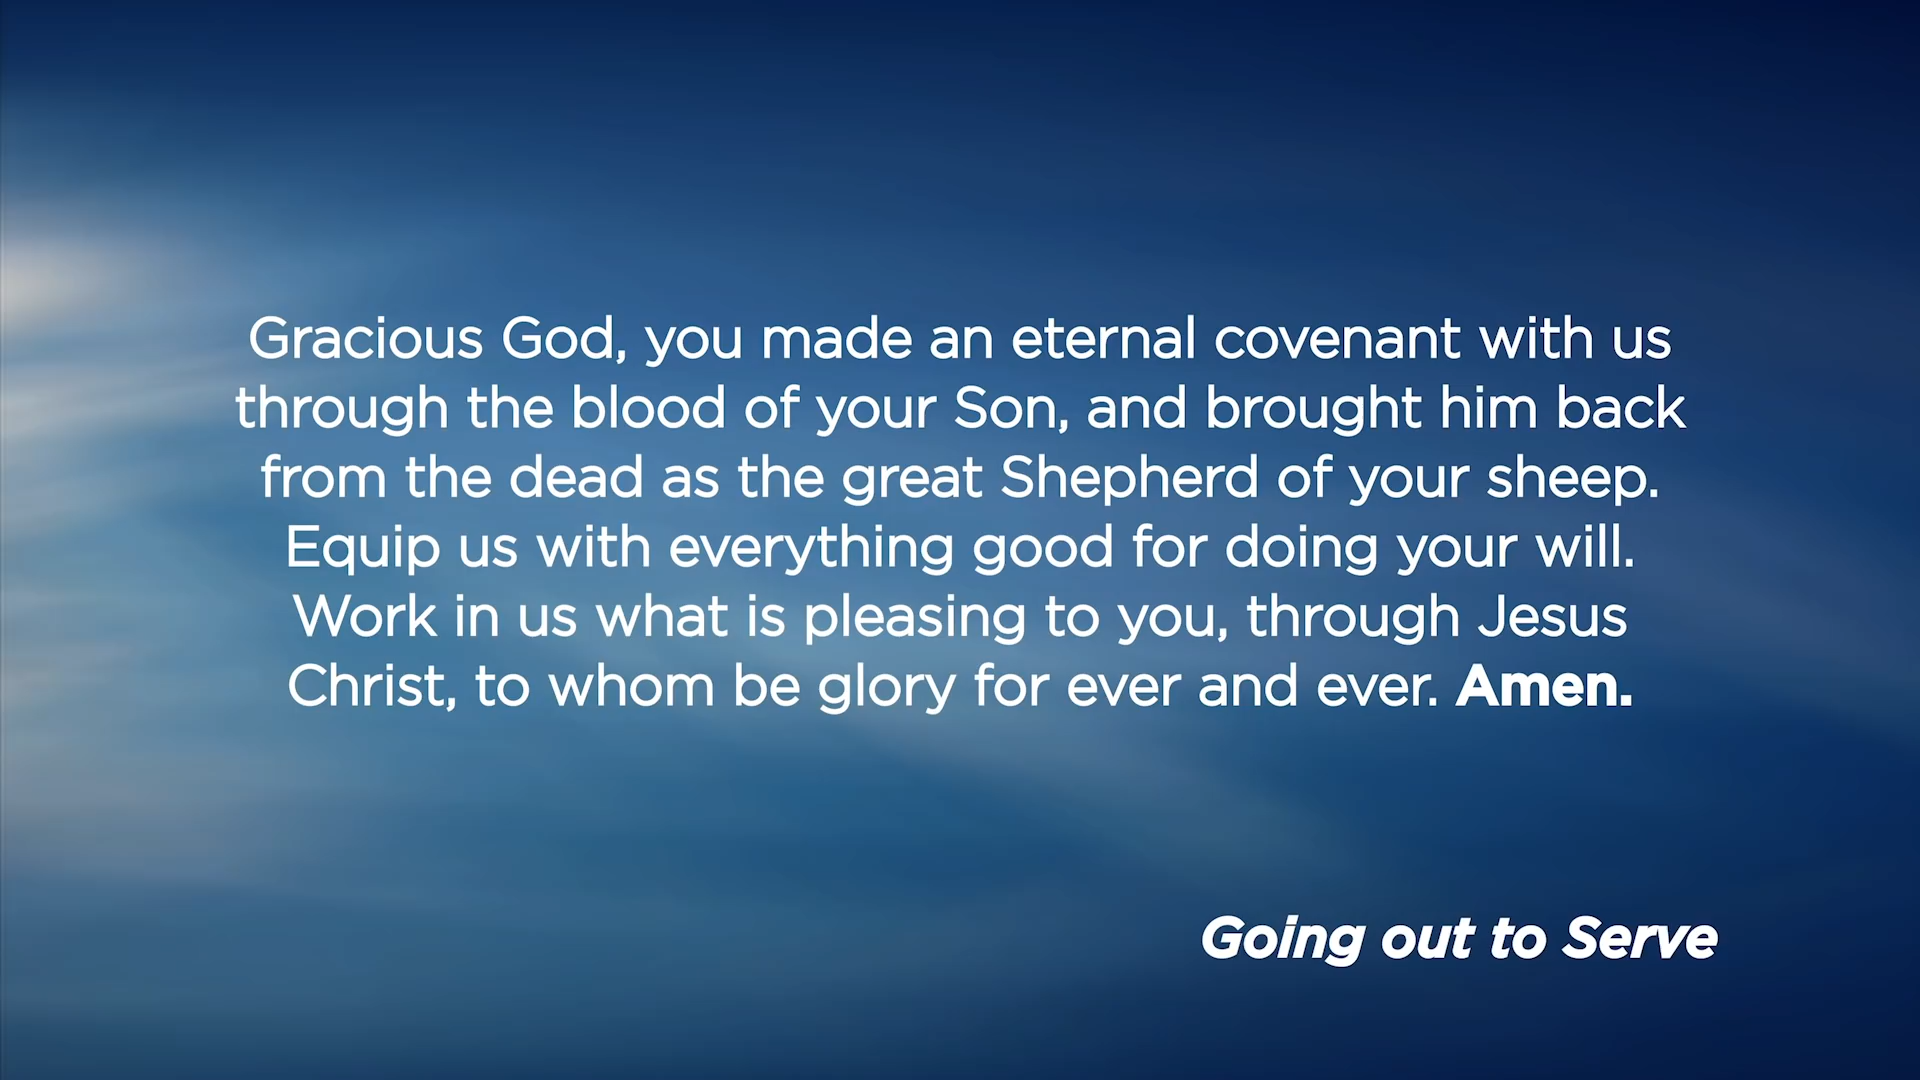 Gracious God, you made an eternal covenant with us
through the blood of your Son, and brought him back
from the dead as the great Shepherd of your sheep.
Equip us with everything good for doing your will.
Work in us what is pleasing to you, through Jesus
Christ, to whom be glory for ever and ever. Amen.
Going out to Serve